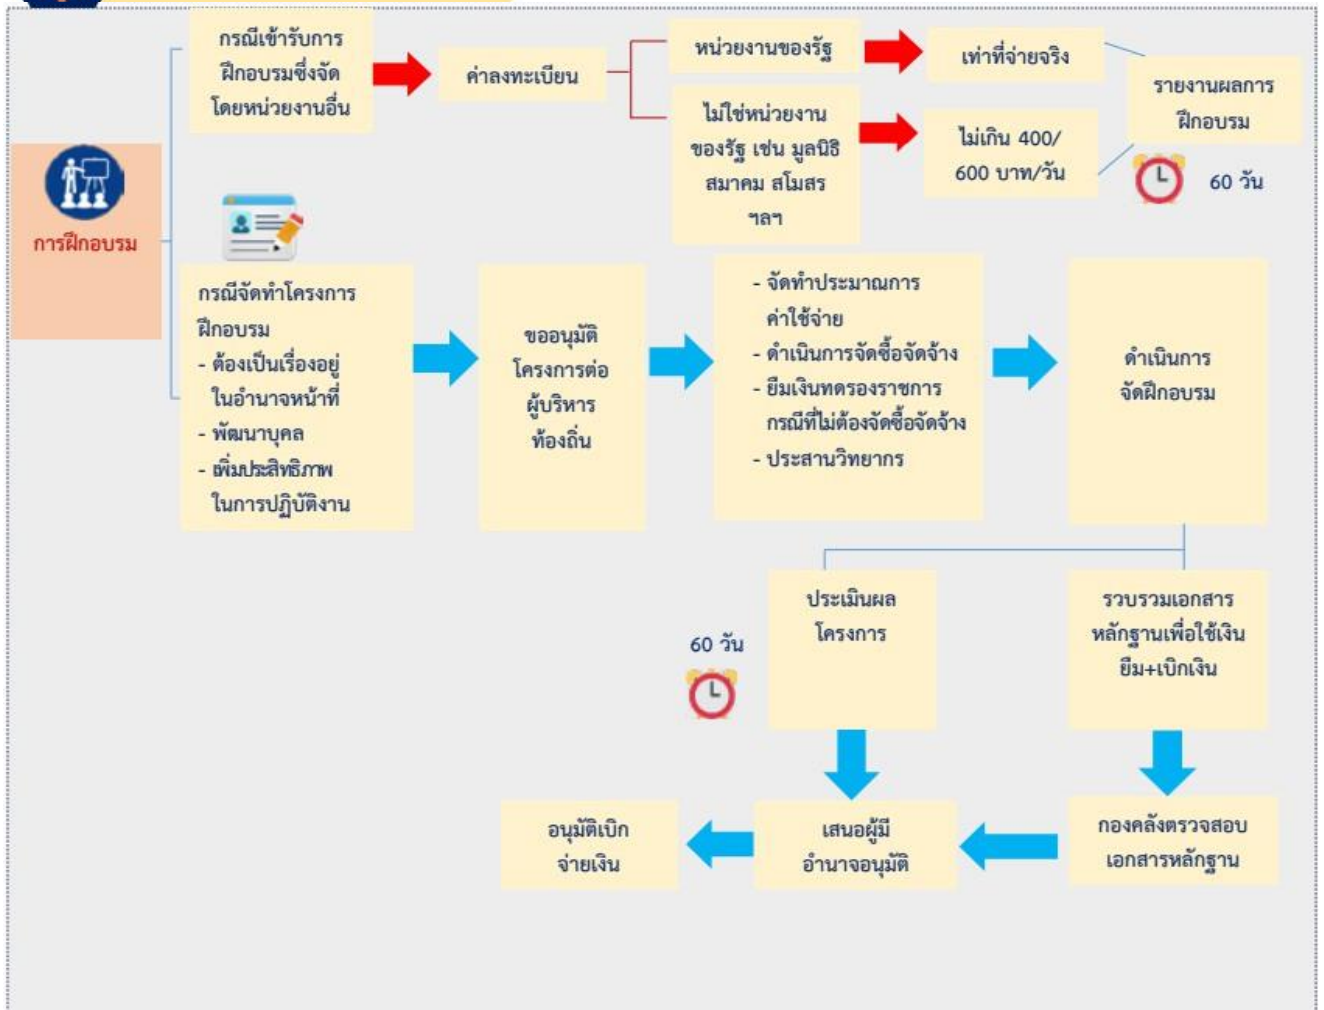 การฝึกอบรม
กรณีเข้ารับการ
ฝึกอบรมซึ่งจัด
โดยหน่วยงานอื่น
ค่าลงทะเบียน
หน่วยงานของรัฐ
เท่าที่จ่ายจริง
ไม่ใช่หน่วยงาน
ของรัฐ เช่น มูลนิธิ
สมาคม สโมสร
ฯลฯ
ไม่เกิน 400/
600 บาท/วัน
รายงานผลการ
ฝึกอบรม
60 วัน
กรณีจัดทำโครงการ
ฝึกอบรม
- ต้องเป็นเรื่องอยู่
ในอำนาจหน้าที่
- พัฒนาบุคล
- เพิ่มประสิทธิภาพ
ในการปฏิบัติงาน
ขออนุมัติ
โครงการต่อ
ผู้บริหาร
ท้องถิ่น
- จัดทำประมาณการ
ค่าใช้จ่าย
- ดำเนินการจัดซื้อจัดจ้าง
- ยืมเงินทดรองราชการ
กรณีที่ไม่ต้องจัดซื้อจัดจ้าง
- ประสานวิทยากร
ดำเนินการ
จัดฝึกอบรม
ประเมินผล
โครงการ
60 วัน
รวบรวมเอกสาร
หลักฐานเพื่อใช้เงิน
ยืม+เบิกเงิน
กองคลังตรวจสอบ
เอกสารหลักฐาน
เสนอผู้มี
อำนาจอนุมัติ
อนุมัติเบิก
จ่ายเงิน